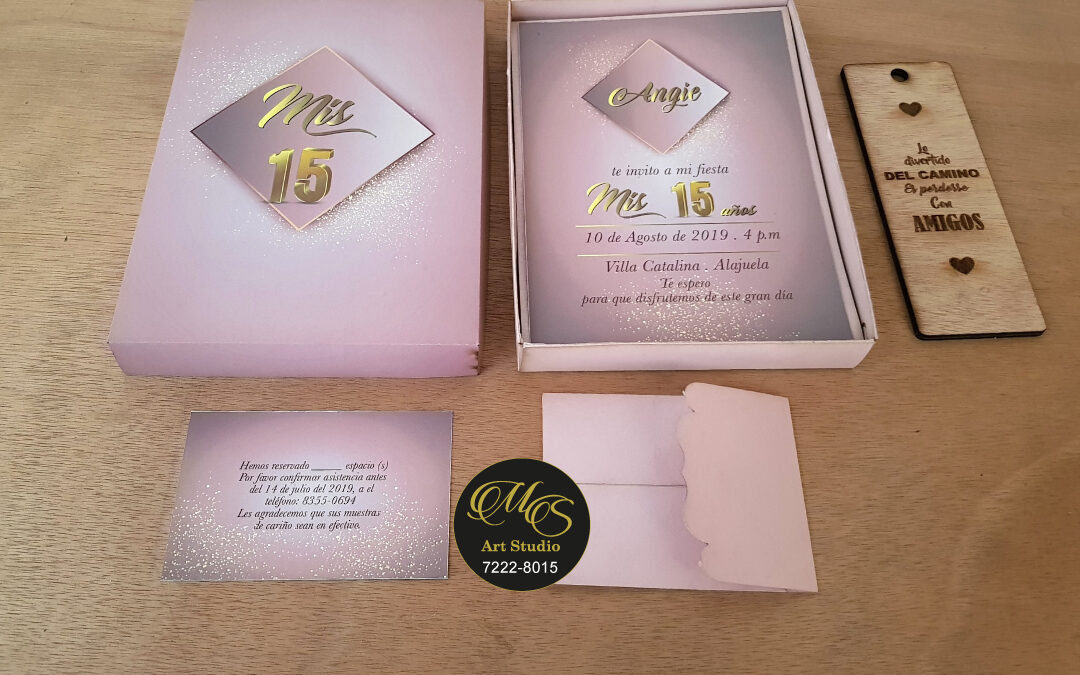 Mis
15
Angie
te invito a mi fiesta
Mis 15 años
10 de Agosto de 2019 . 4 p.m
Villa Catalina . Alajuela
Te espero
para que disfrutemos de este gran día
Lo
divertido
DEL CAMINO
Es perderse
Con
AMIGOS
Hemos reservado ______ espacio (s)
Por favor confirmar asistencia antes
del 14 de julio del 2019, a el
teléfono: 8355-0694
Les agradecemos que sus muestras
de cariño sean en efectivo.
MS
Art Studio
7222-8015